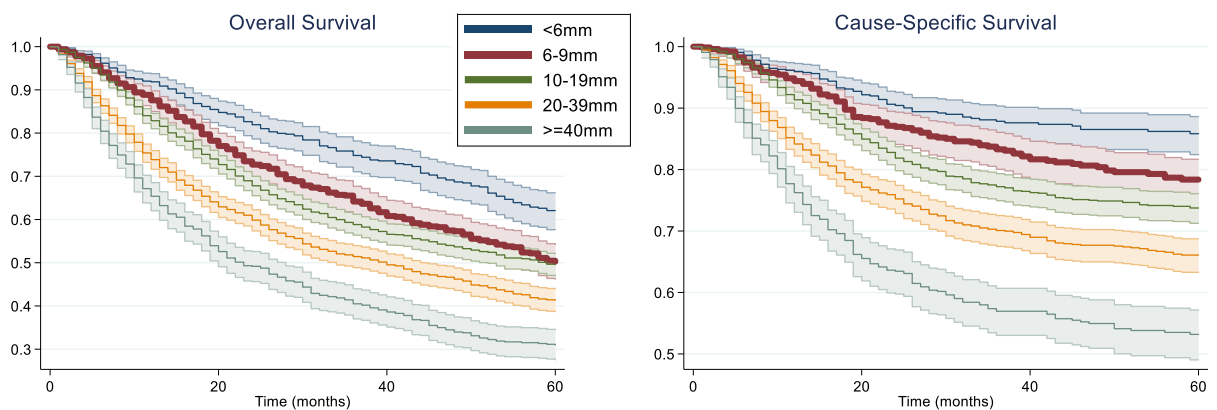 Overall Survival
<6mm
6-9mm
10-19mm
20-39mm
>=40mm
1.0
0.9
0.8
0.7
0.6
0.5
0.4
0.3
0
20
40
60
Time (months)
Cause-Specific Survival
1.0
0.9
0.8
0.7
0.6
0.5
0
20
40
60
Time (months)